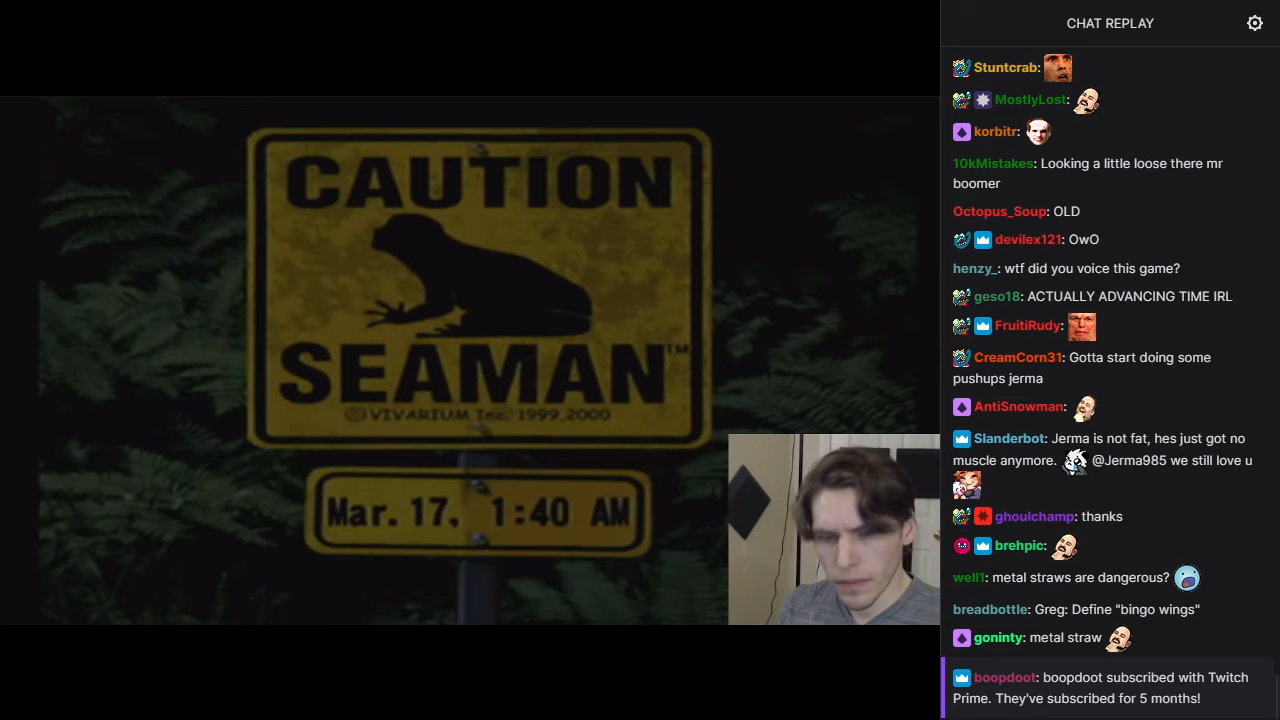 CHAT REPLAY
CAUTION
SEAMAN™
© VIVARIUM Inc. 1999,2000
Mar. 17. 1:40 AM
Stuntcrab:
MostlyLost:
korbitr:
10kMistakes: Looking a little loose there mr
boomer
Octopus_Soup: OLD
devilex121: OwO
henzy_: wtf did you voice this game?
geso18: ACTUALLY ADVANCING TIME IRL
FruitiRudy:
CreamCorn31: Gotta start doing some
pushups jerma
AntiSnowman:
Slanderbot: Jerma is not fat, hes just got no
muscle anymore. @Jerma985 we still love u
ghoulchamp: thanks
brehpic:
well1: metal straws are dangerous?
breadbottle: Greg: Define "bingo wings"
goninty: metal straw
boopdoot: boopdoot subscribed with Twitch
Prime. They've subscribed for 5 months!